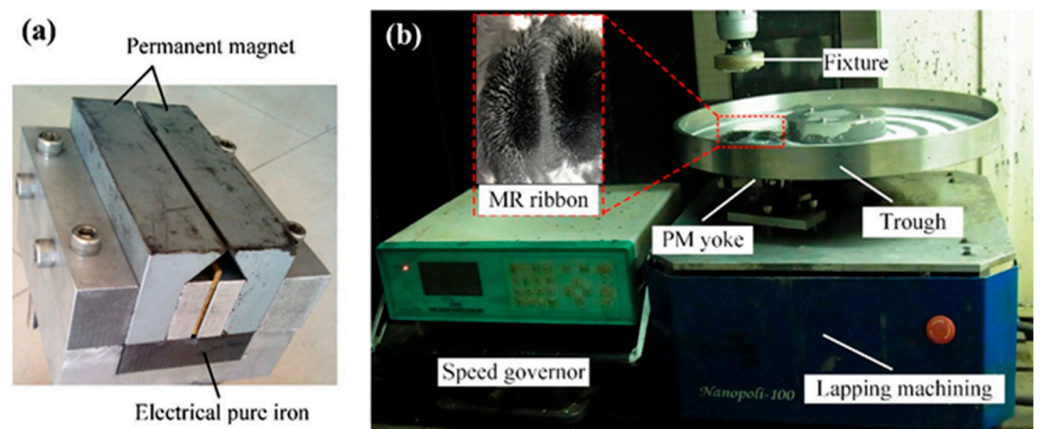 (a)
Permanent magnet
Electrical pure iron
(b)
Fixture
MR ribbon
PM yoke
Trough
Speed governor
Lapping machining
Nanopoli-100